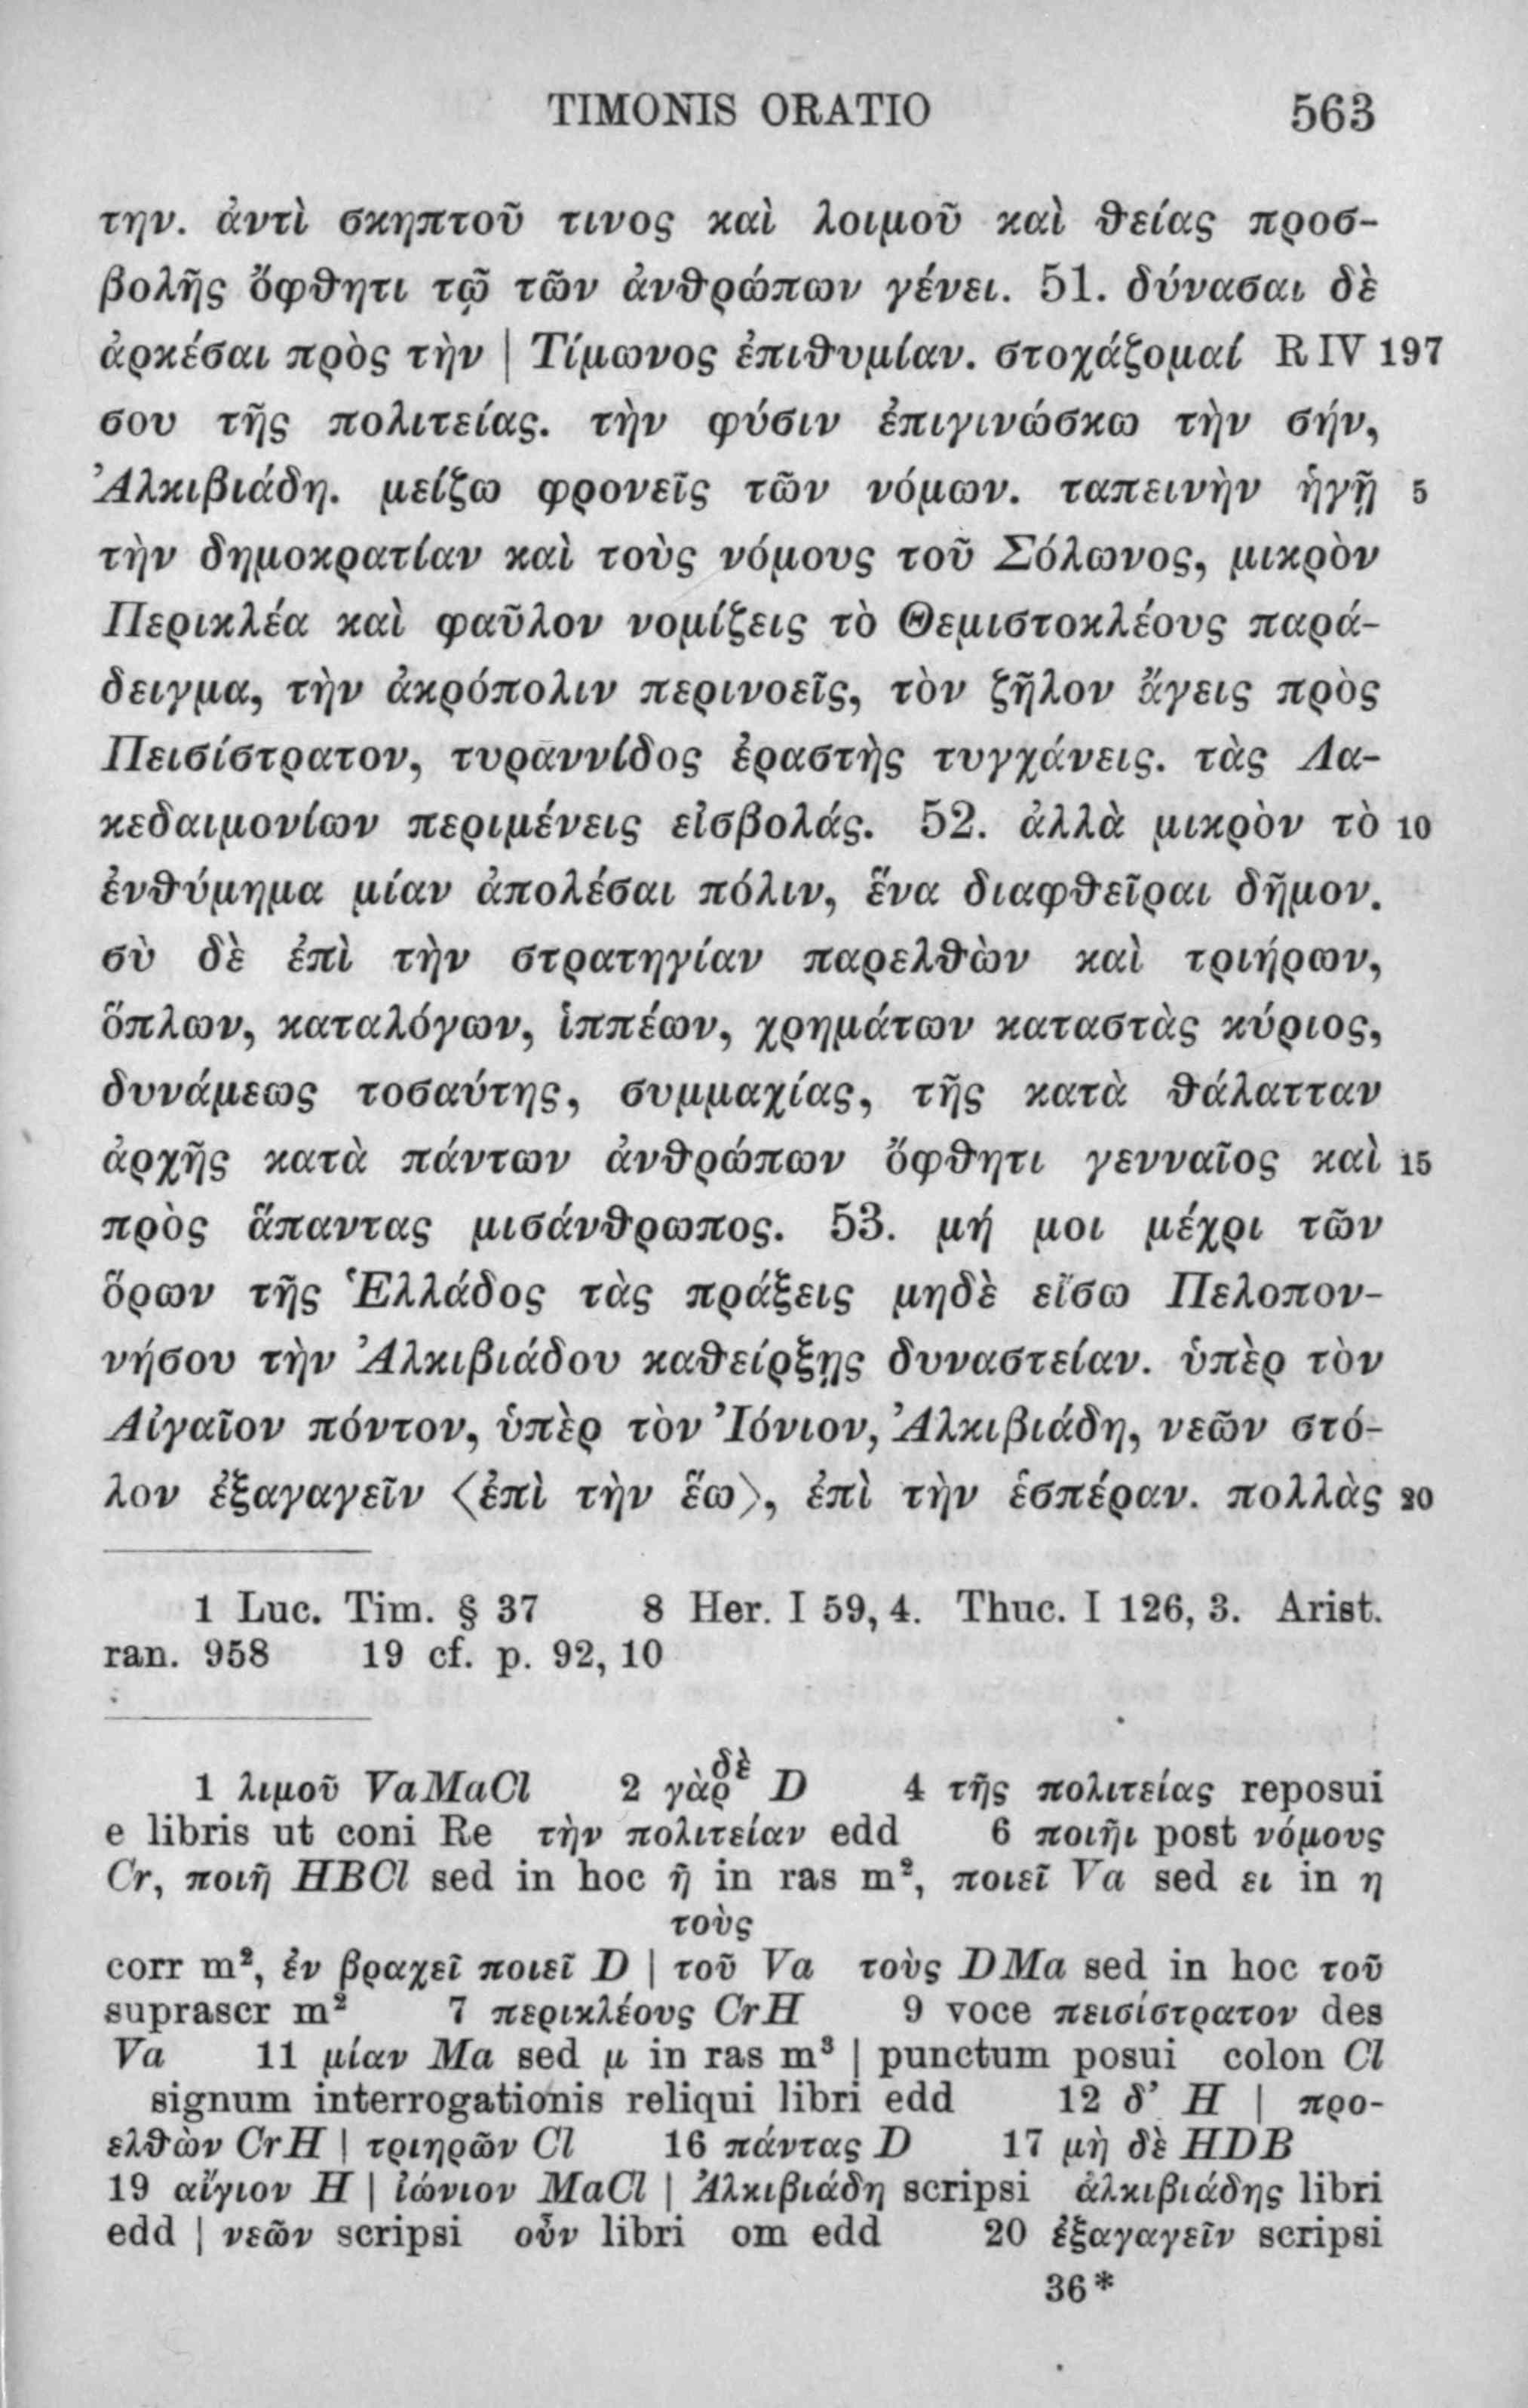 TIMONIS ORATIO 563
την. ἀντὶ σκηπτοῦ τινος καὶ λοιμοῦ καὶ θείας προσ-
βολῆς ὄφθητι τῷ τῶν ἀνθρώπων γένει. 51. δύνασαι δὲ
ἀρκέσαι πρὸς τὴν | Τίμωνος ἐπιθυμίαν. στοχάζομαί R IV 197
σου τῆς πολιτείας. τὴν φύσιν ἐπιγινώσκω τὴν σήν,
Ἀλκιβιάδη. μείζω φρονεῖς τῶν νόμων. ταπεινὴν ἡγῇ 5
τὴν δημοκρατίαν καὶ τοὺς νόμους τοῦ Σόλωνος, μικρὸν
Περικλέα καὶ φαῦλον νομίζεις τὸ Θεμιστοκλέους παρά-
δειγμα, τὴν ἀκρόπολιν περινοεῖς, τὸν ζῆλον ἄγεις πρὸς
Πεισίστρατον, τυραννίδος ἐραστὴς τυγχάνεις. τὰς Λα-
κεδαιμονίων περιμένεις εἰσβολάς. 52. ἀλλὰ μικρὸν τὸ 10
ἐνθύμημα μίαν ἀπολέσαι πόλιν, ἕνα διαφθεῖραι δῆμον.
σὺ δὲ ἐπὶ τὴν στρατηγίαν παρελθὼν καὶ τριήρων,
ὅπλων, καταλόγων, ἱππέων, χρημάτων καταστὰς κύριος,
δυνάμεως τοσαύτης, συμμαχίας, τῆς κατὰ θάλατταν
ἀρχῆς κατὰ πάντων ἀνθρώπων ὄφθητι γενναῖος καὶ 15
πρὸς ἅπαντας μισάνθρωπος. 53. μή μοι μέχρι τῶν
ὅρων τῆς Ἑλλάδος τὰς πράξεις μηδὲ εἴσω Πελοπον-
νήσου τὴν Ἀλκιβιάδου καθείρξῃς δυναστείαν. ὑπὲρ τὸν
Αἰγαῖον πόντον, ὑπὲρ τὸν Ἰόνιον, Ἀλκιβιάδη, νεῶν στό-
λον ἐξαγαγεῖν ⟨ἐπὶ τὴν ἕω⟩, ἐπὶ τὴν ἑσπέραν. πολλὰς 20
1 Luc. Tim. § 37 8 Her. I 59, 4. Thuc. I 126, 3. Arist.
ran. 958 19 cf. p. 92, 10
δὲ
1 λιμοῦ VaMaCl 2 γὰρ D 4 τῆς πολιτείας reposui
e libris ut coni Re τὴν πολιτείαν edd 6 ποιῆι post νόμους
Cr, ποιῆ HBCl sed in hoc ῆ in ras m², ποιεῖ Va sed ει in η
τοὺς
corr m², ἐν βραχεῖ ποιεῖ D | τοῦ Va τοὺς DMa sed in hoc τοῦ
suprascr m² 7 περικλέους CrH 9 voce πεισίστρατον des
Va 11 μίαν Ma sed μ in ras m³ | punctum posui colon Cl
signum interrogationis reliqui libri edd 12 δ’ H | προ-
ελθὼν CrH | τριηρῶν Cl 16 πάντας D 17 μὴ δὲ HDB
19 αἴγιον H | ἰώνιον MaCl | Ἀλκιβιάδη scripsi ἀλκιβιάδης libri
edd | νεῶν scripsi οὖν libri om edd 20 ἐξαγαγεῖν scripsi
36*